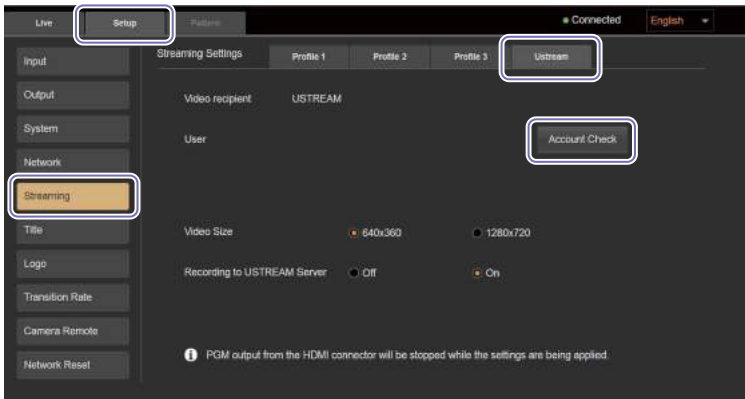 Live Setup Pattern Connected English
Streaming Settings Profile 1 Profile 2 Profile 3 Ustream
Input
Output
System
Network
Streaming
Title
Logo
Transition Rate
Camera Remote
Network Reset
Video recipient USTREAM
User Account Check
Video Size 640x360 1280x720
Recording to USTREAM Server Off On
PGM output from the HDMI connector will be stopped while the settings are being applied.